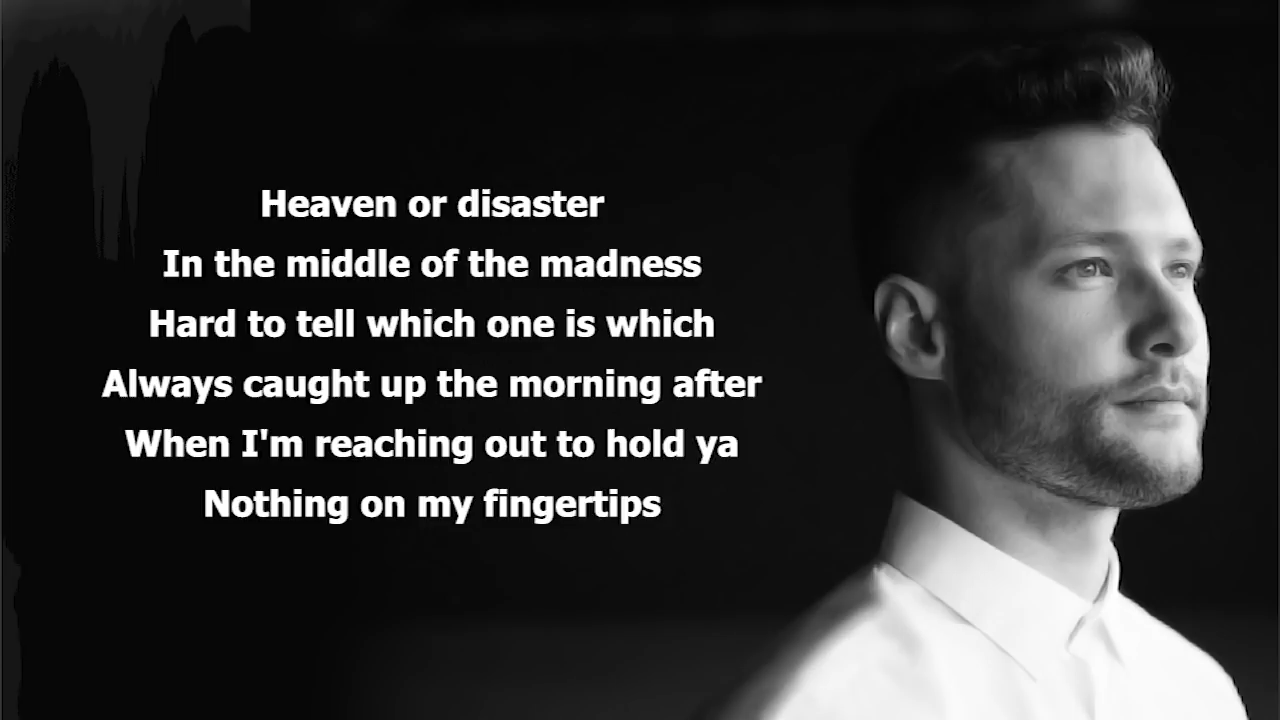 Heaven or disaster
In the middle of the madness
Hard to tell which one is which
Always caught up the morning after
When I'm reaching out to hold ya
Nothing on my fingertips